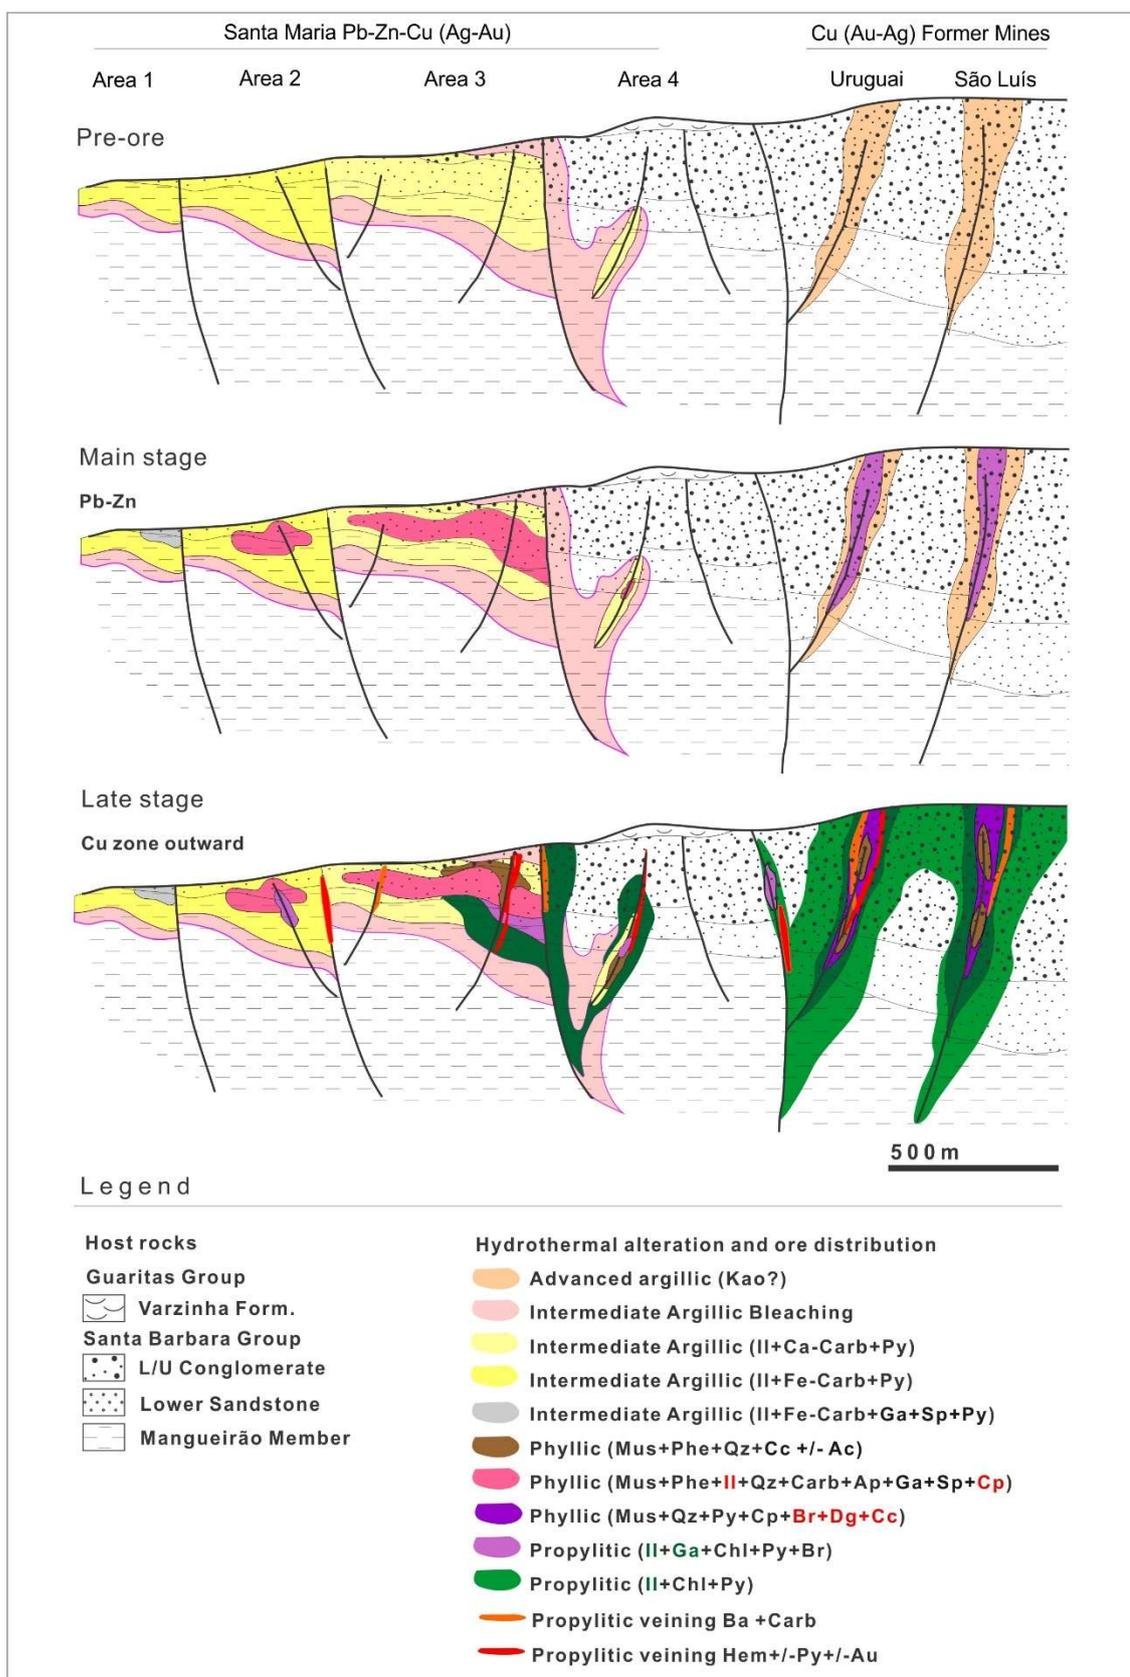 Santa Maria Pb-Zn-Cu (Ag-Au)
Cu (Au-Ag) Former Mines
Area 1
Area 2
Area 3
Area 4
Uruguai
São Luís
Pre-ore
Main stage
Pb-Zn
Late stage
Cu zone outward
500m
Legend
Host rocks
Guaritas Group
Varzinha Form.
Santa Barbara Group
L/U Conglomerate
Lower Sandstone
Mangueirão Member
Hydrothermal alteration and ore distribution
Advanced argillic (Kao?)
Intermediate Argillic Bleaching
Intermediate Argillic (Il+Ca-Carb+Py)
Intermediate Argillic (Il+Fe-Carb+Py)
Intermediate Argillic (Il+Fe-Carb+Ga+Sp+Py)
Phyllic (Mus+Phe+Qz+Cc +/- Ac)
Phyllic (Mus+Phe+Il+Qz+Carb+Ap+Ga+Sp+Cp)
Phyllic (Mus+Qz+Py+Cp+Br+Dg+Cc)
Propylitic (Il+Ga+Chl+Py+Br)
Propylitic (Il+Chl+Py)
Propylitic veining Ba +Carb
Propylitic veining Hem+/-Py+/-Au